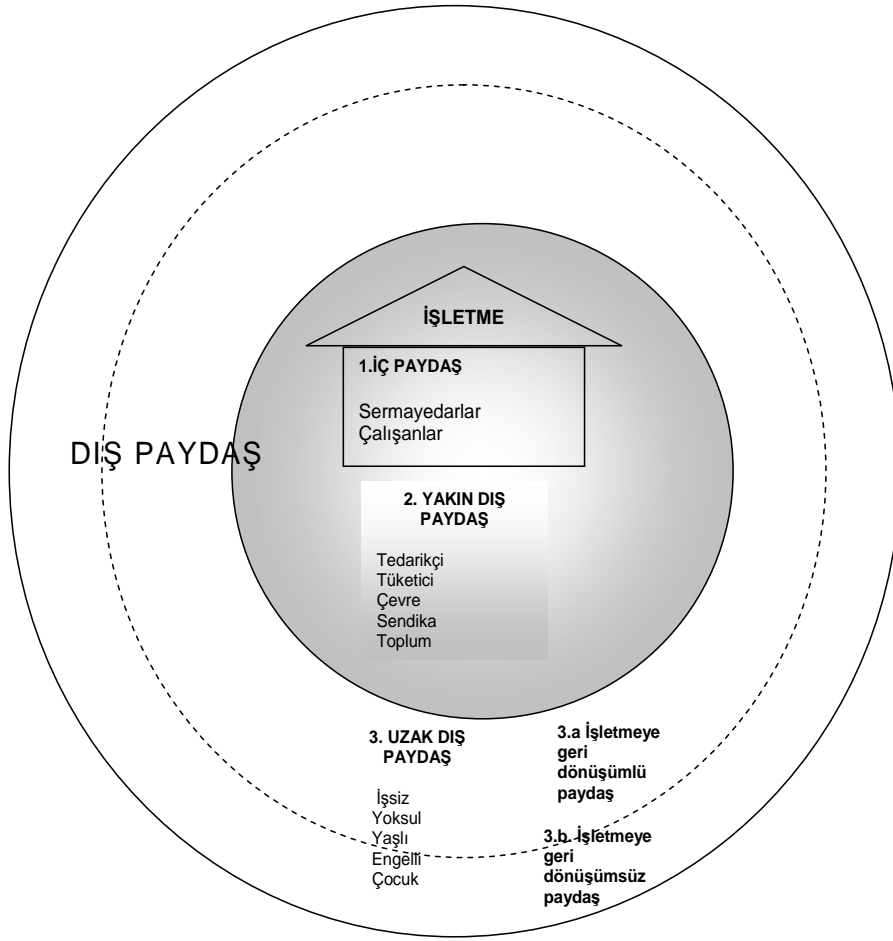 İŞLETME
1.İÇ PAYDAŞ
Sermayedarlar
Çalışanlar
DIŞ PAYDAŞ
2. YAKIN DIŞ
PAYDAŞ
Tedarikçi
Tüketici
Çevre
Sendika
Toplum
3. UZAK DIŞ
PAYDAŞ
İşsiz
Yoksul
Yaşlı
Engelli
Çocuk
3.a İşletmeye
geri
dönüşümlü
paydaş
3.b. İşletmeye
geri
dönüşümsüz
paydaş